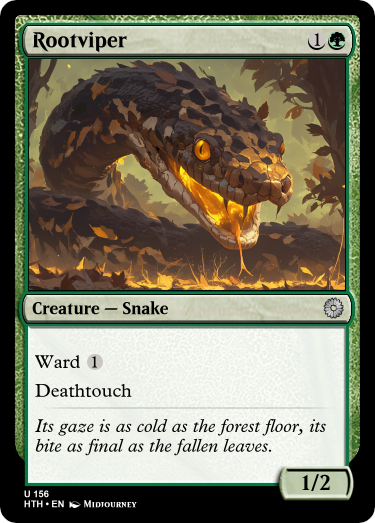 Rootviper 1
Creature — Snake
Ward 1
Deathtouch
Its gaze is as cold as the forest floor, its
bite as final as the fallen leaves.
1/2
U 156
HTH • EN Midjourney